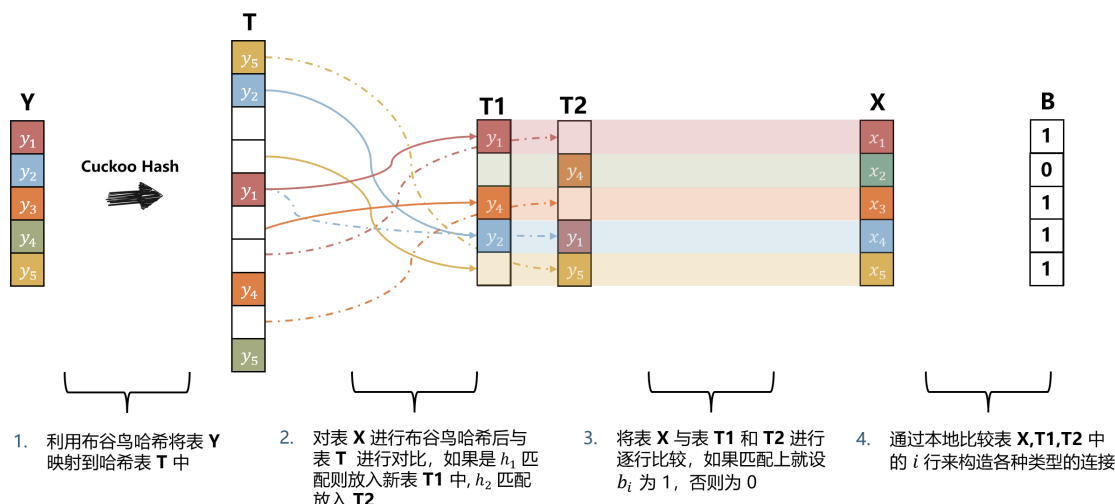 T
y₅
y₂
y₁
y₄
y₅
Y
y₁
y₂
y₃
y₄
y₅
Cuckoo Hash
T1
y₁
y₄
y₂
T2
y₄
y₁
y₅
X
x₁
x₂
x₃
x₄
x₅
B
1
0
1
1
1
1. 利用布谷鸟哈希将表 Y
映射到哈希表 T 中
2. 对表 X 进行布谷鸟哈希后与
表 T 进行对比，如果是 h₁ 匹
配则放入新表 T1 中, h₂ 匹配
放入 T2
3. 将表 X 与表 T1 和 T2 进行
逐行比较，如果匹配上就设
bᵢ 为 1，否则为 0
4. 通过本地比较表 X,T1,T2 中
的 i 行来构造各种类型的连接